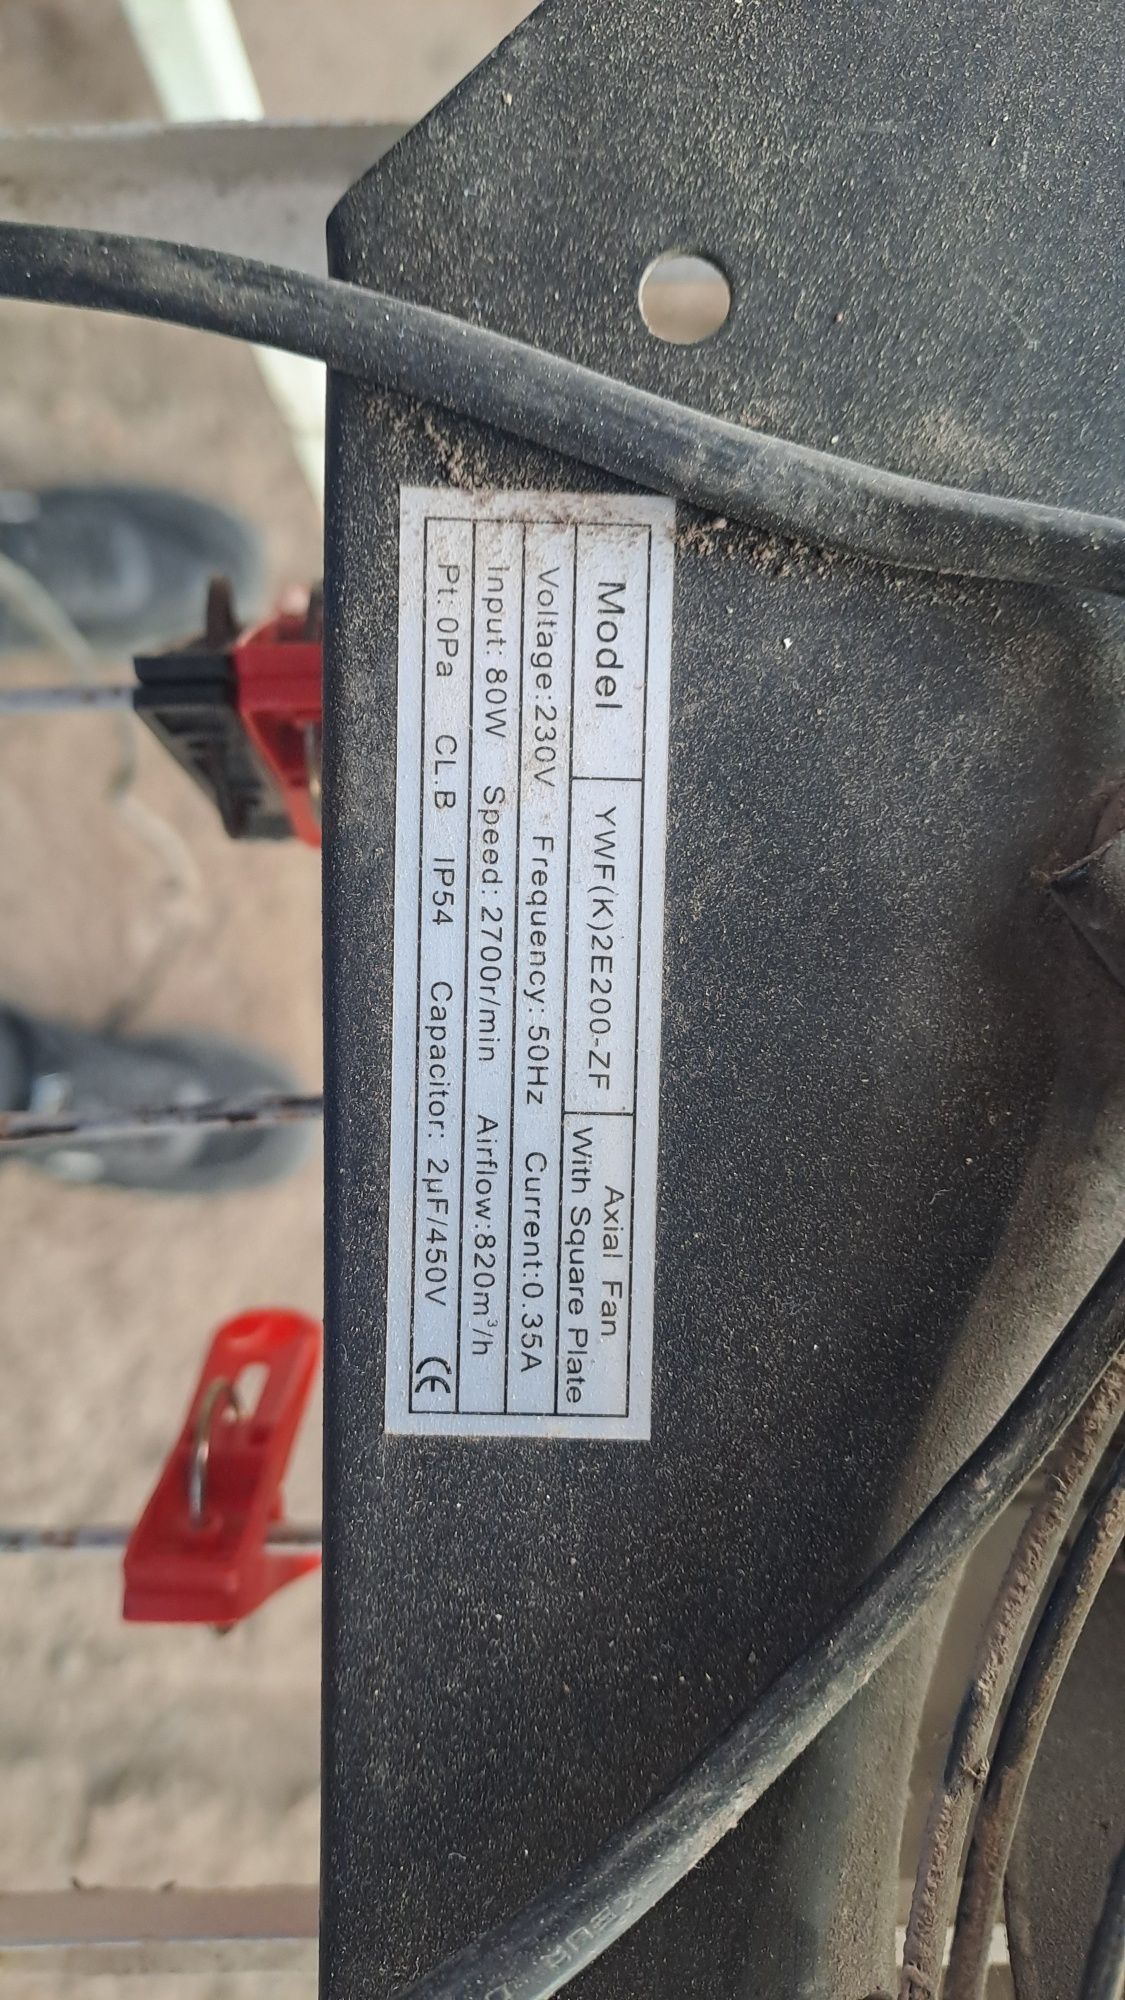 Model YWF(K)2E200-ZF Axial Fan
With Square Plate
Voltage:230V Frequency:50Hz Current:0.35A
Input: 80W Speed: 2700r/min Airflow:820m³/h
Pt:0Pa CL.B IP54 Capacitor: 2μF/450V CE